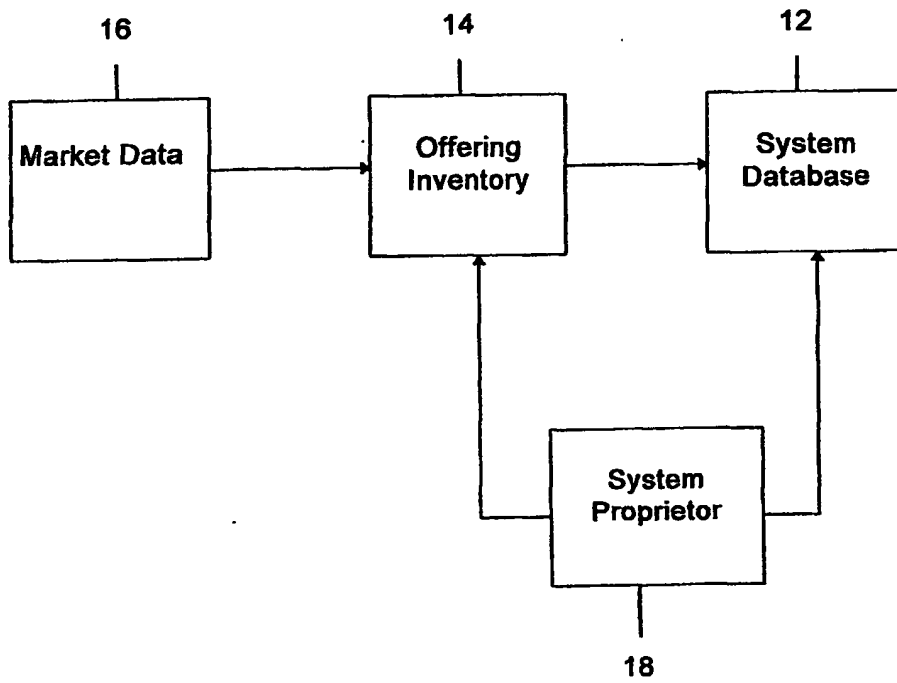 16
14
12
Market Data
Offering
Inventory
System
Database
System
Proprietor
18